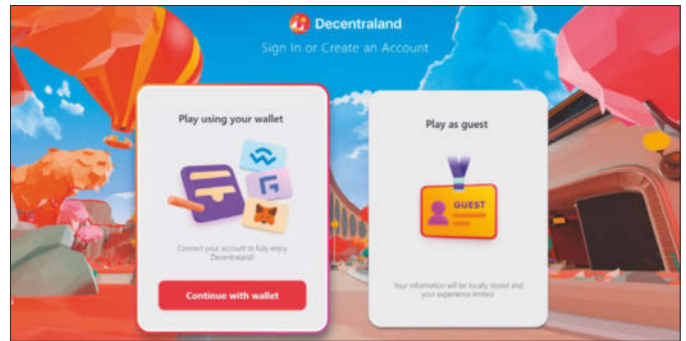 Decentraland
Sign In or Create an Account
Play using your wallet
Connect your account to fully enjoy
Decentraland!
Continue with wallet
Play as guest
GUEST
Your information will be locally stored and
your experience limited.